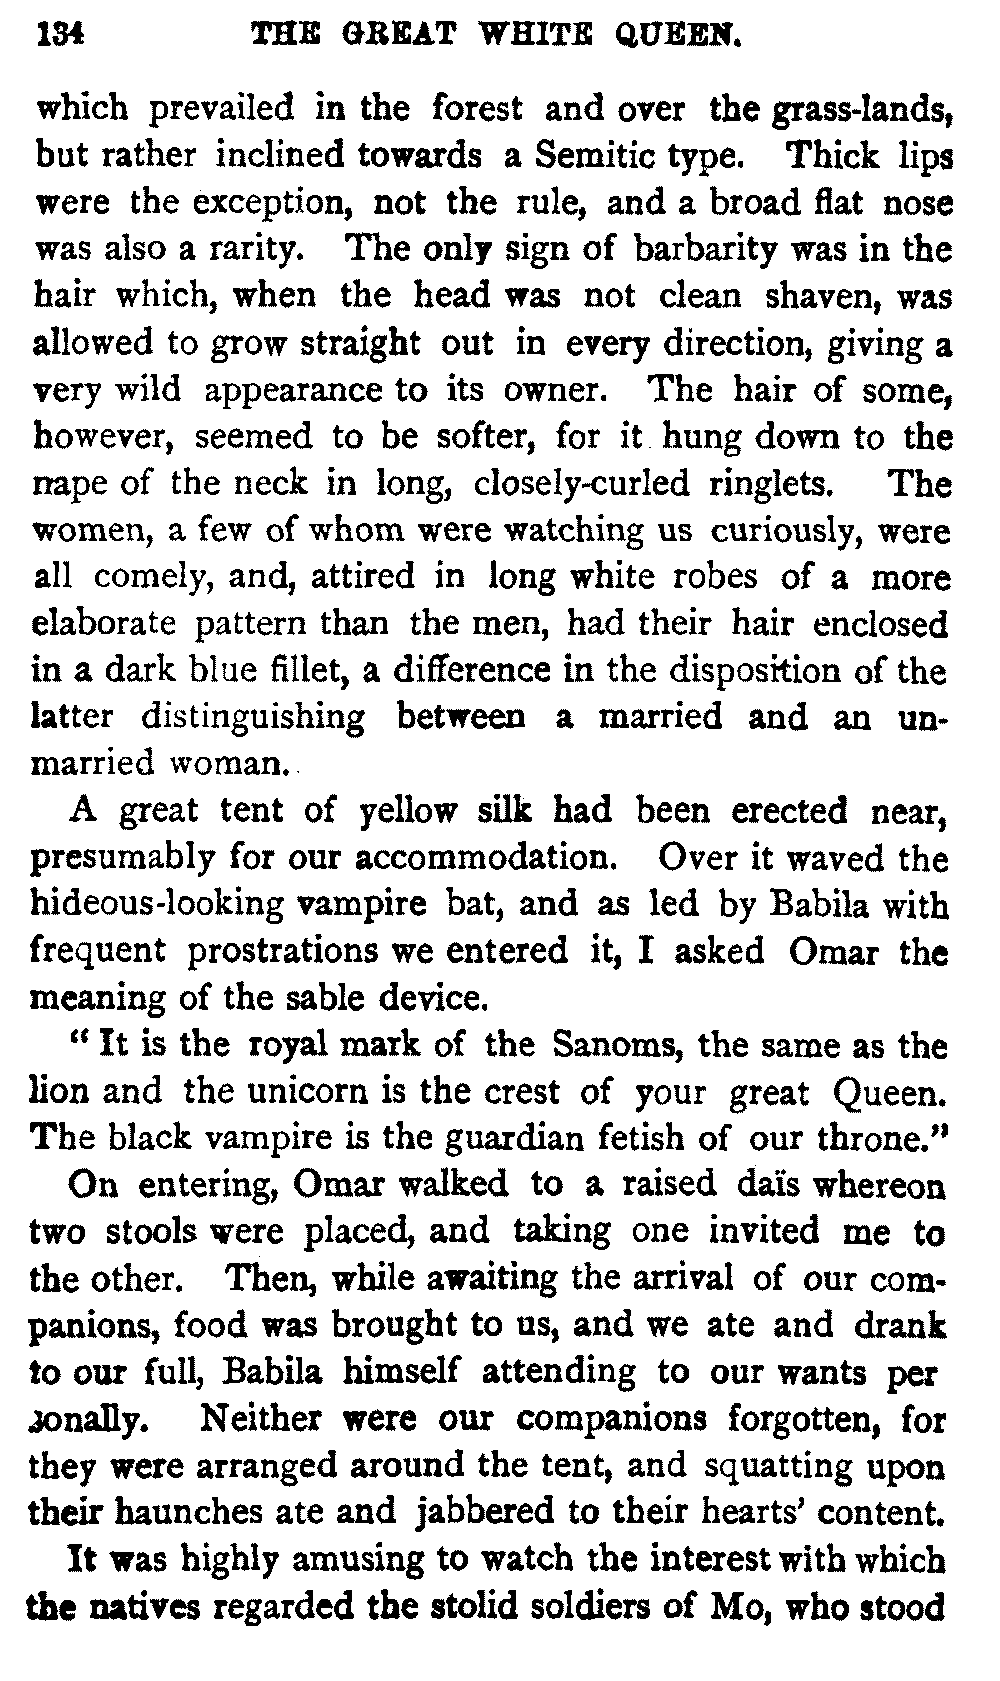 134 THE GREAT WHITE QUEEN.
which prevailed in the forest and over the grass-lands,
but rather inclined towards a Semitic type. Thick lips
were the exception, not the rule, and a broad flat nose
was also a rarity. The only sign of barbarity was in the
hair which, when the head was not clean shaven, was
allowed to grow straight out in every direction, giving a
very wild appearance to its owner. The hair of some,
however, seemed to be softer, for it hung down to the
nape of the neck in long, closely-curled ringlets. The
women, a few of whom were watching us curiously, were
all comely, and, attired in long white robes of a more
elaborate pattern than the men, had their hair enclosed
in a dark blue fillet, a difference in the disposition of the
latter distinguishing between a married and an un-
married woman.
A great tent of yellow silk had been erected near,
presumably for our accommodation. Over it waved the
hideous-looking vampire bat, and as led by Babila with
frequent prostrations we entered it, I asked Omar the
meaning of the sable device.
“ It is the royal mark of the Sanoms, the same as the
lion and the unicorn is the crest of your great Queen.
The black vampire is the guardian fetish of our throne.”
On entering, Omar walked to a raised daïs whereon
two stools were placed, and taking one invited me to
the other. Then, while awaiting the arrival of our com-
panions, food was brought to us, and we ate and drank
to our full, Babila himself attending to our wants per
sonally. Neither were our companions forgotten, for
they were arranged around the tent, and squatting upon
their haunches ate and jabbered to their hearts’ content.
It was highly amusing to watch the interest with which
the natives regarded the stolid soldiers of Mo, who stood